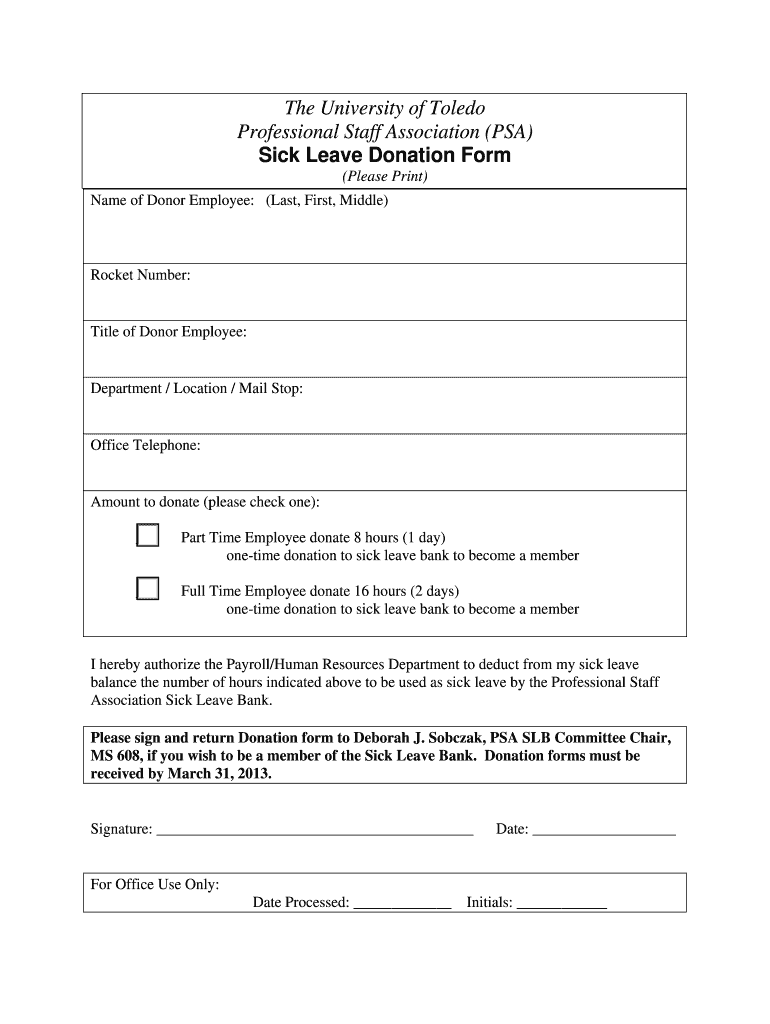 The University of Toledo
Professional Staff Association (PSA)
Sick Leave Donation Form
(Please Print)
Name of Donor Employee: (Last, First, Middle)
Rocket Number:
Title of Donor Employee:
Department / Location / Mail Stop:
Office Telephone:
Amount to donate (please check one):
Part Time Employee donate 8 hours (1 day)
one-time donation to sick leave bank to become a member
Full Time Employee donate 16 hours (2 days)
one-time donation to sick leave bank to become a member
I hereby authorize the Payroll/Human Resources Department to deduct from my sick leave
balance the number of hours indicated above to be used as sick leave by the Professional Staff
Association Sick Leave Bank.
Please sign and return Donation form to Deborah J. Sobczak, PSA SLB Committee Chair,
MS 608, if you wish to be a member of the Sick Leave Bank. Donation forms must be
received by March 31, 2013.
Signature: ________________________________________ Date: __________________
For Office Use Only:
Date Processed: _____________ Initials: ____________